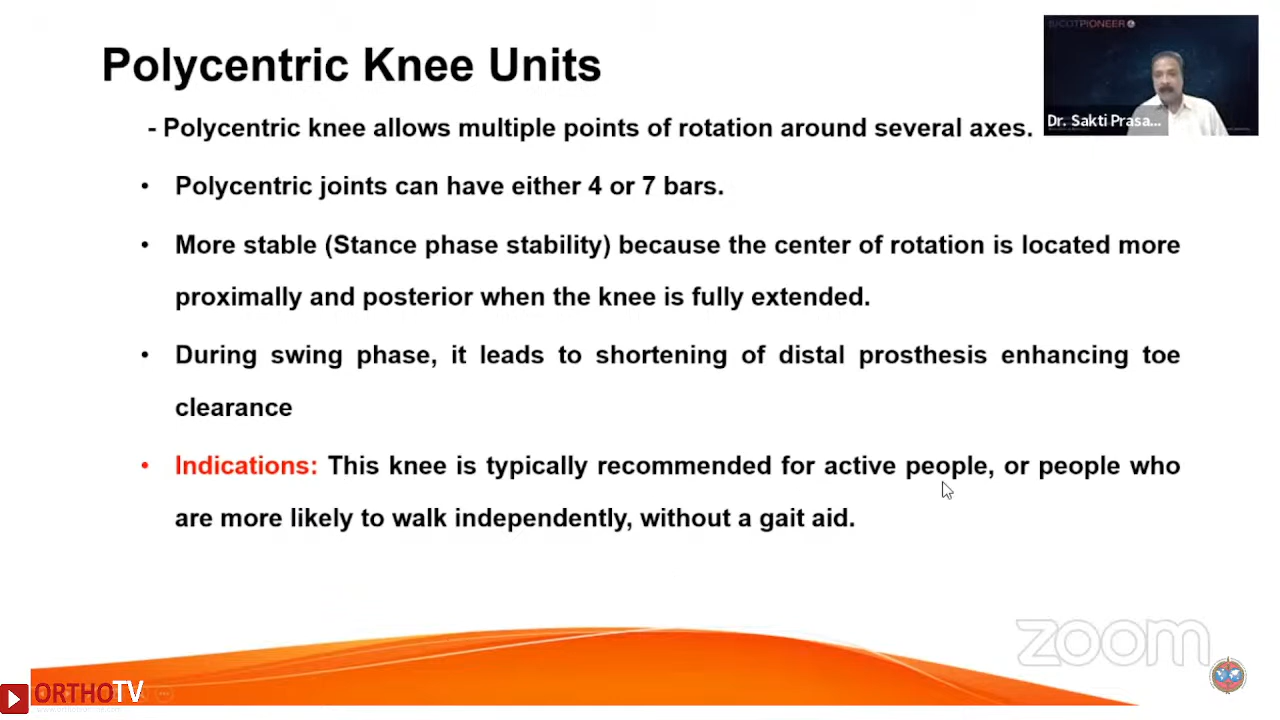 Polycentric Knee Units
SICOTPIONEER
- Polycentric knee allows multiple points of rotation around several axes.
Dr. Sakti Prasa...
• Polycentric joints can have either 4 or 7 bars.
• More stable (Stance phase stability) because the center of rotation is located more
proximally and posterior when the knee is fully extended.
• During swing phase, it leads to shortening of distal prosthesis enhancing toe
clearance
• Indications: This knee is typically recommended for active people, or people who
are more likely to walk independently, without a gait aid.
zoom
ORTHOTV